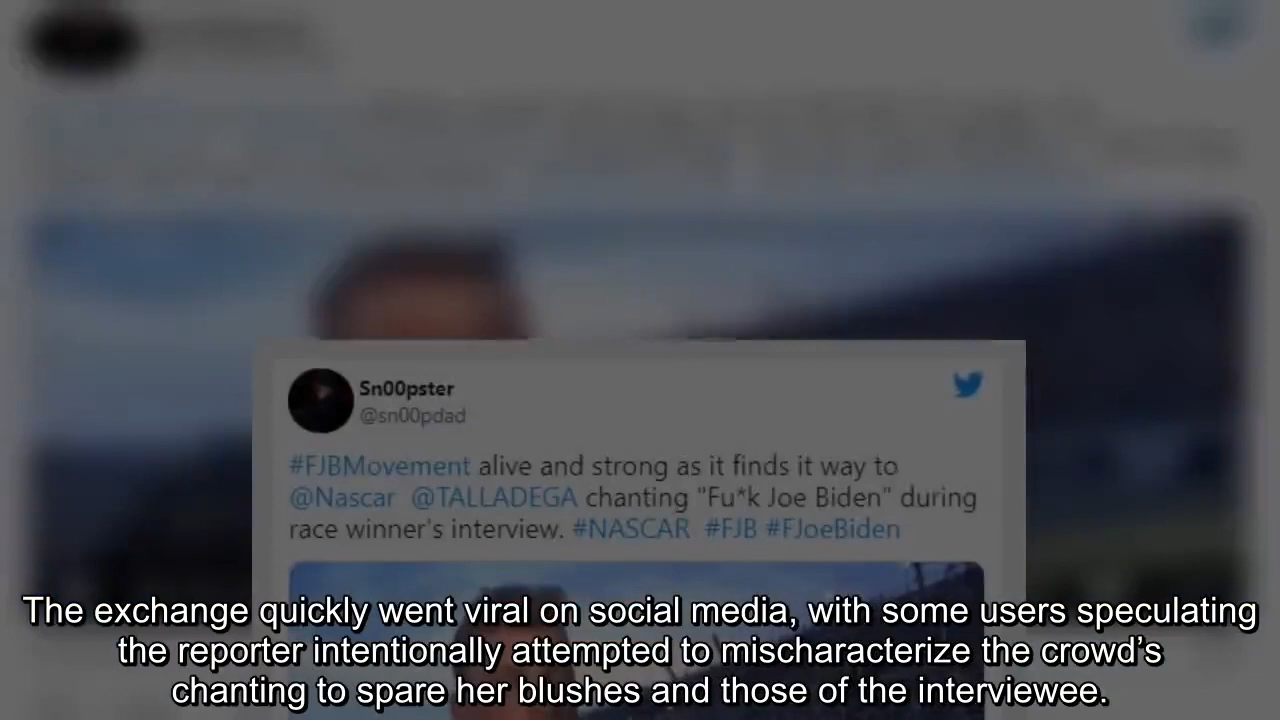 Sn00pster
@sn00pdad
#FJBMovement alive and strong as it finds it way to
@Nascar @TALLADEGA chanting "Fu*k Joe Biden" during
race winner's interview. #NASCAR #FJB #FJoeBiden
The exchange quickly went viral on social media, with some users speculating
the reporter intentionally attempted to mischaracterize the crowd’s
chanting to spare her blushes and those of the interviewee.